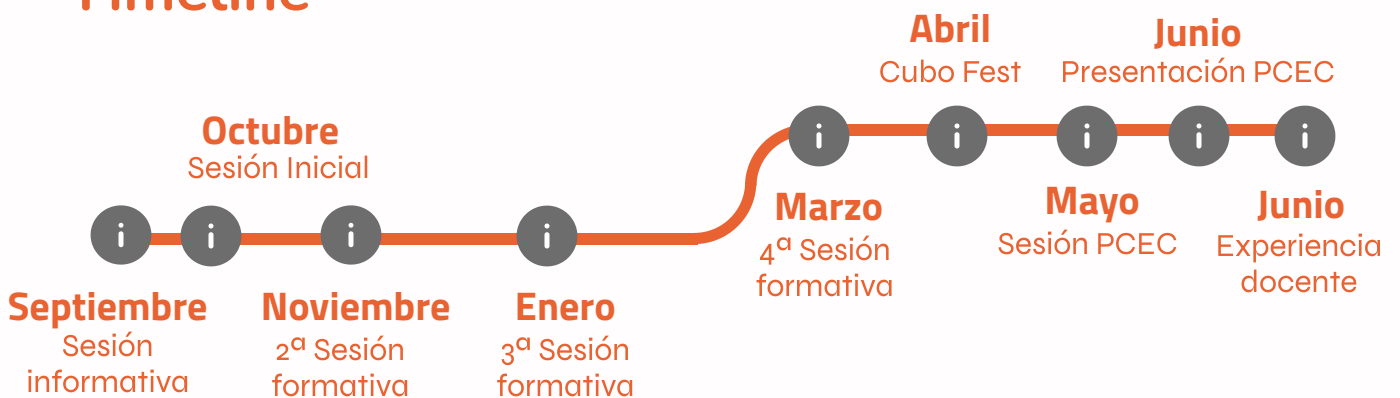 Timeline
Septiembre
Sesión
informativa
Octubre
Sesión Inicial
Noviembre
2ª Sesión
formativa
Enero
3ª Sesión
formativa
Marzo
4ª Sesión
formativa
Abril
Cubo Fest
Mayo
Sesión PCEC
Junio
Presentación PCEC
Junio
Experiencia
docente